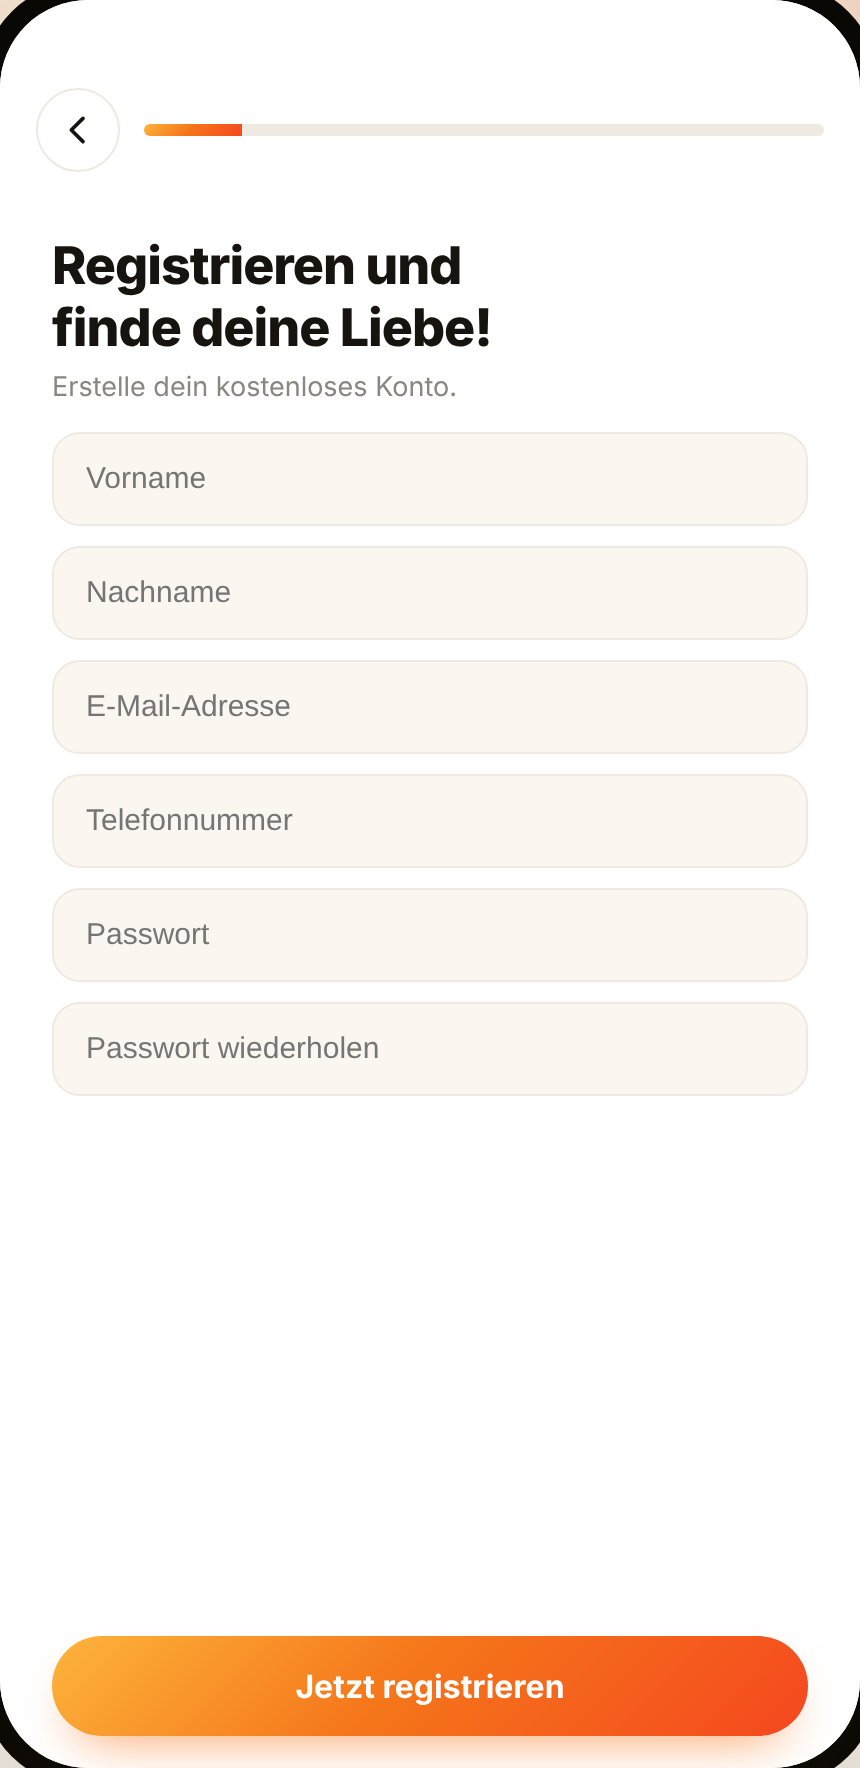 Registrieren und
finde deine Liebe!
Erstelle dein kostenloses Konto.
Vorname
Nachname
E-Mail-Adresse
Telefonnummer
Passwort
Passwort wiederholen
Jetzt registrieren